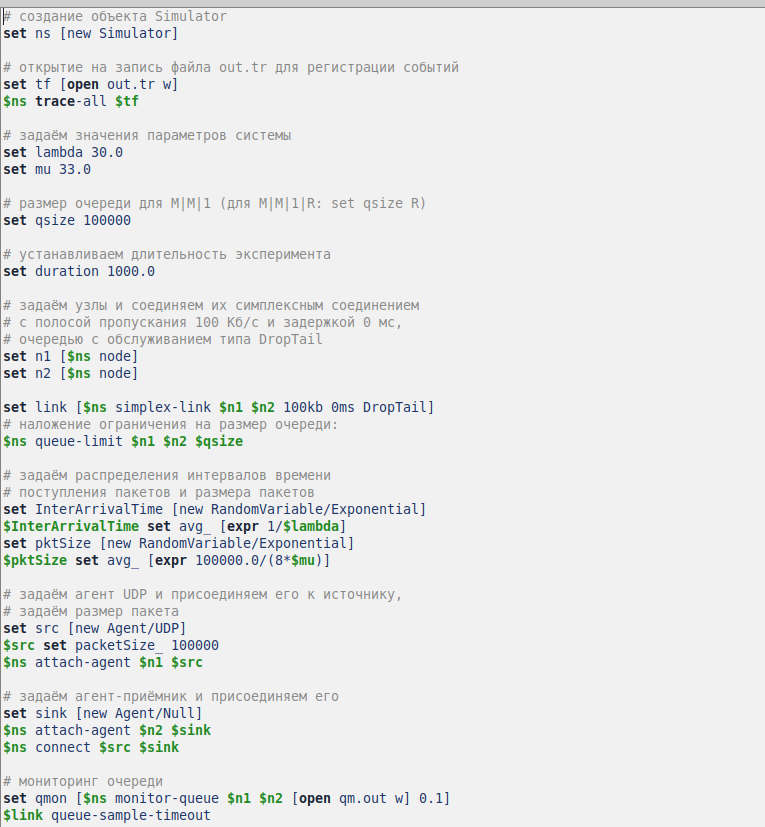 # создание объекта Simulator
set ns [new Simulator]
# открытие на запись файла out.tr для регистрации событий
set tf [open out.tr w]
$ns trace-all $tf
# задаём значения параметров системы
set lambda 30.0
set mu 33.0
# размер очереди для M|M|1 (для M|M|1|R: set qsize R)
set qsize 100000
# устанавливаем длительность эксперимента
set duration 1000.0
# задаём узлы и соединяем их симплексным соединением
# с полосой пропускания 100 Кб/с и задержкой 0 мс,
# очередью с обслуживанием типа DropTail
set n1 [$ns node]
set n2 [$ns node]
set link [$ns simplex-link $n1 $n2 100kb 0ms DropTail]
# наложение ограничения на размер очереди:
$ns queue-limit $n1 $n2 $qsize
# задаём распределения интервалов времени
# поступления пакетов и размера пакетов
set InterArrivalTime [new RandomVariable/Exponential]
$InterArrivalTime set avg_ [expr 1/$lambda]
set pktSize [new RandomVariable/Exponential]
$pktSize set avg_ [expr 100000.0/(8*$mu)]
# задаём агент UDP и присоединяем его к источнику,
# задаём размер пакета
set src [new Agent/UDP]
$src set packetSize_ 100000
$ns attach-agent $n1 $src
# задаём агент-приёмник и присоединяем его
set sink [new Agent/Null]
$ns attach-agent $n2 $sink
$ns connect $src $sink
# мониторинг очереди
set qmon [$ns monitor-queue $n1 $n2 [open qm.out w] 0.1]
$link queue-sample-timeout